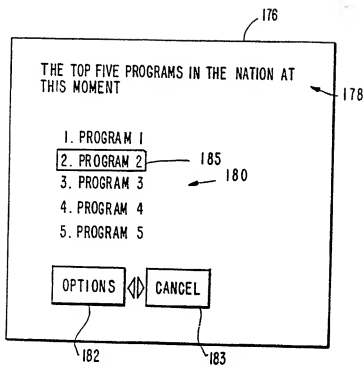 176
THE TOP FIVE PROGRAMS IN THE NATION AT
THIS MOMENT
178
1. PROGRAM 1
2. PROGRAM 2
185
3. PROGRAM 3
180
4. PROGRAM 4
5. PROGRAM 5
OPTIONS
CANCEL
182
183